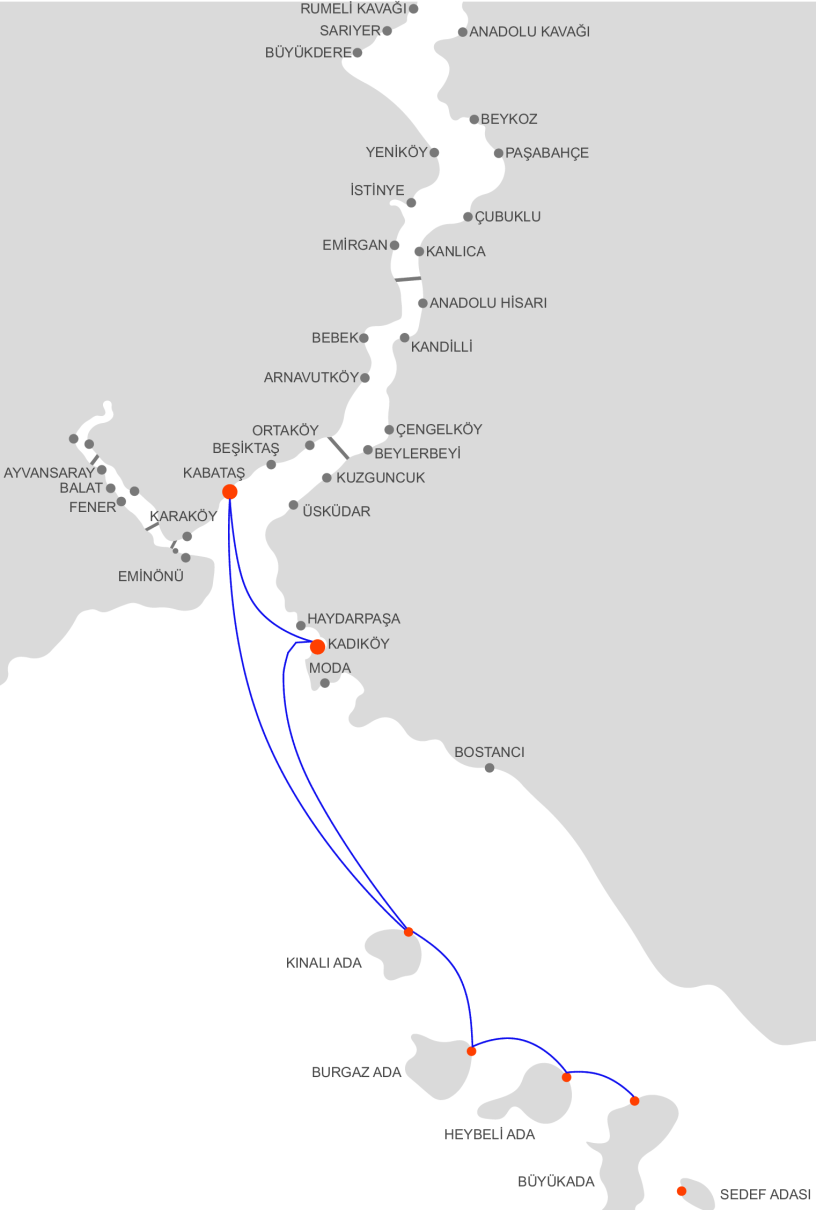 RUMELİ KAVAĞI
SARIYER
ANADOLU KAVAĞI
BÜYÜKDERE
BEYKOZ
YENİKÖY
PAŞABAHÇE
İSTİNYE
ÇUBUKLU
EMİRGAN
KANLICA
ANADOLU HİSARI
BEBEK
KANDİLLİ
ARNAVUTKÖY
ORTAKÖY
ÇENGELKÖY
BEŞİKTAŞ
BEYLERBEYİ
AYVANSARAY
KABATAŞ
KUZGUNCUK
BALAT
FENER
KARAKÖY
ÜSKÜDAR
EMİNÖNÜ
HAYDARPAŞA
KADIKÖY
MODA
BOSTANCI
KINALI ADA
BURGAZ ADA
HEYBELİ ADA
BÜYÜKADA
SEDEF ADASI